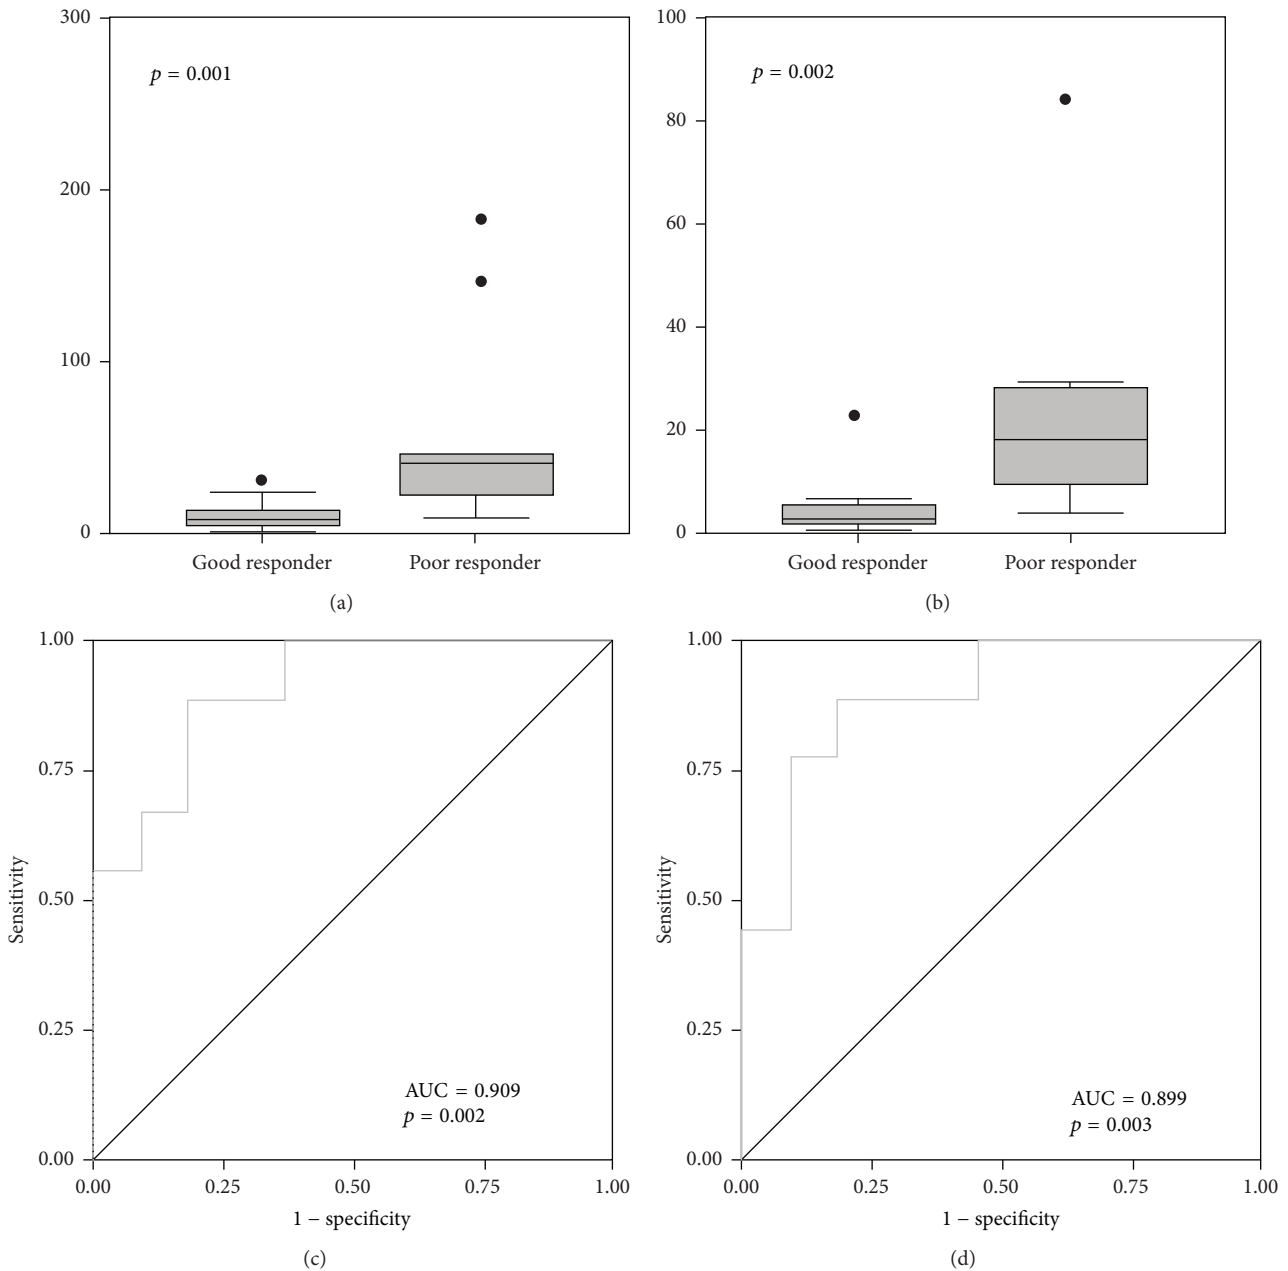 300
200
100
0
p = 0.001
Good responder
Poor responder
(a)
100
80
60
40
20
0
p = 0.002
Good responder
Poor responder
(b)
1.00
0.75
0.50
0.25
0.00
Sensitivity
AUC = 0.909
p = 0.002
0.00
0.25
0.50
0.75
1.00
1 − specificity
(c)
1.00
0.75
0.50
0.25
0.00
Sensitivity
AUC = 0.899
p = 0.003
0.00
0.25
0.50
0.75
1.00
1 − specificity
(d)